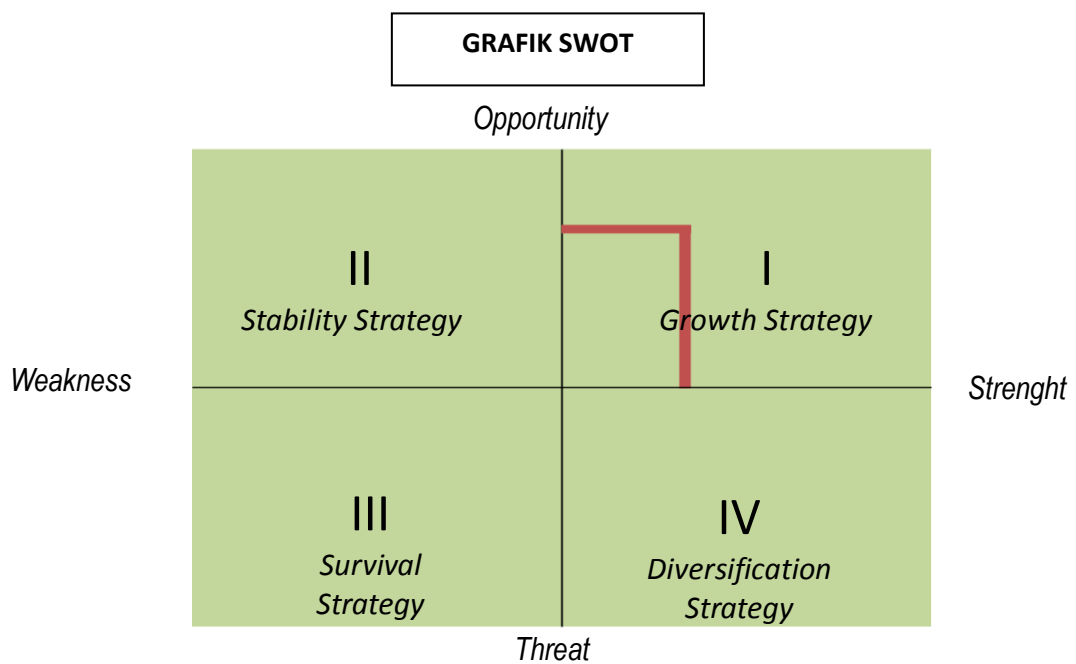 GRAFIK SWOT
Opportunity
II
Stability Strategy
I
Growth Strategy
Weakness
Strenght
III
Survival
Strategy
IV
Diversification
Strategy
Threat